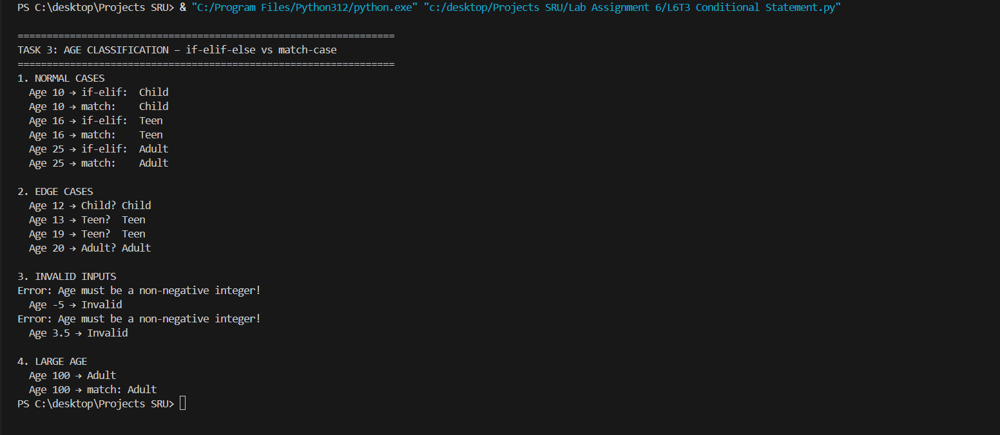 PS C:\desktop\Projects SRU> & "C:/Program Files/Python312/python.exe" "c:/desktop/Projects SRU/Lab Assignment 6/L6T3 Conditional Statement.py"
=================================================================
TASK 3: AGE CLASSIFICATION – if-elif-else vs match-case
=================================================================
1. NORMAL CASES
  Age 10 → if-elif:  Child
  Age 10 → match:    Child
  Age 16 → if-elif:  Teen
  Age 16 → match:    Teen
  Age 25 → if-elif:  Adult
  Age 25 → match:    Adult
2. EDGE CASES
  Age 12 → Child? Child
  Age 13 → Teen?  Teen
  Age 19 → Teen?  Teen
  Age 20 → Adult? Adult
3. INVALID INPUTS
Error: Age must be a non-negative integer!
  Age -5 → Invalid
Error: Age must be a non-negative integer!
  Age 3.5 → Invalid
4. LARGE AGE
  Age 100 → Adult
  Age 100 → match: Adult
PS C:\desktop\Projects SRU>